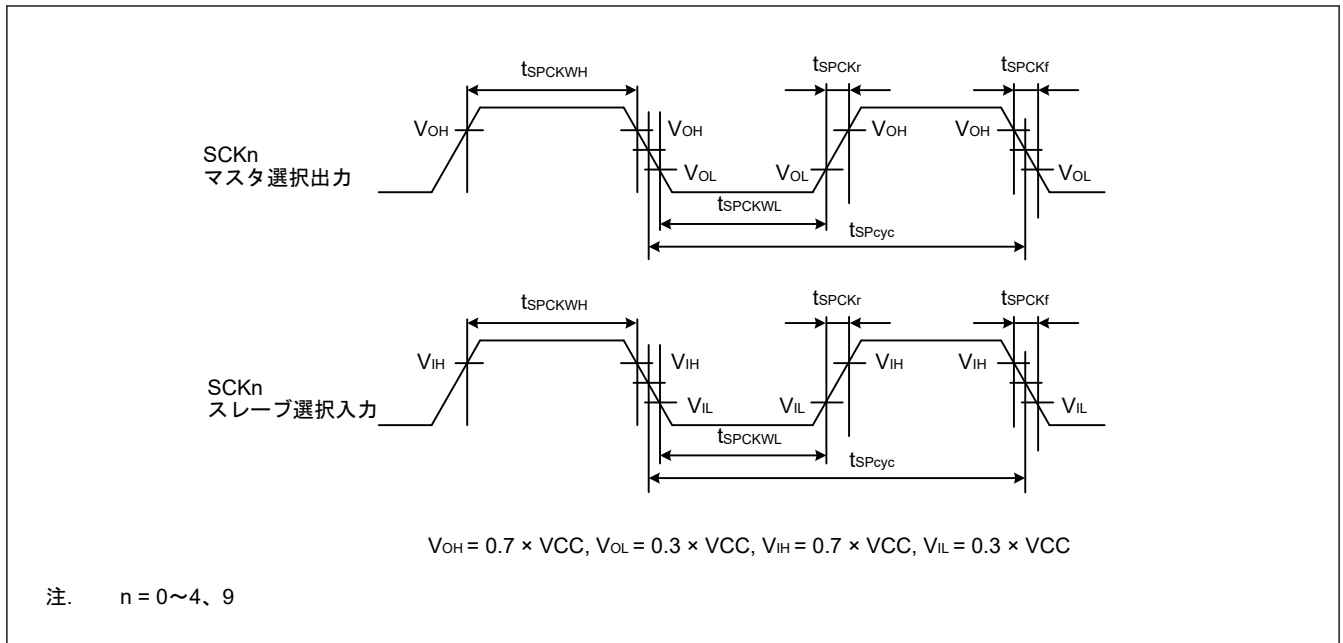 tSPCKWH
tSPCKr
tSPCKf
VOH
VOH
VOH
VOH
SCKn
マスタ選択出力
VOL
VOL
VOL
tSPCKWL
tSPcyc
tSPCKWH
tSPCKr
tSPCKf
VIH
VIH
VIH
VIH
SCKn
スレーブ選択入力
VIL
VIL
VIL
tSPCKWL
tSPcyc
VOH = 0.7 × VCC, VOL = 0.3 × VCC, VIH = 0.7 × VCC, VIL = 0.3 × VCC
注. n = 0～4、9